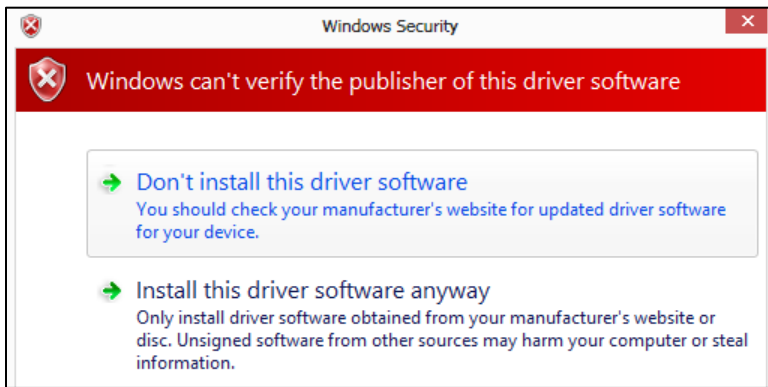 Windows Security
Windows can't verify the publisher of this driver software
Don't install this driver software
You should check your manufacturer's website for updated driver software
for your device.
Install this driver software anyway
Only install driver software obtained from your manufacturer's website or
disc. Unsigned software from other sources may harm your computer or steal
information.